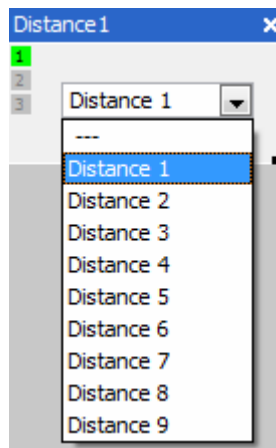 Distance1
1
2
3
Distance 1
---
Distance 1
Distance 2
Distance 3
Distance 4
Distance 5
Distance 6
Distance 7
Distance 8
Distance 9